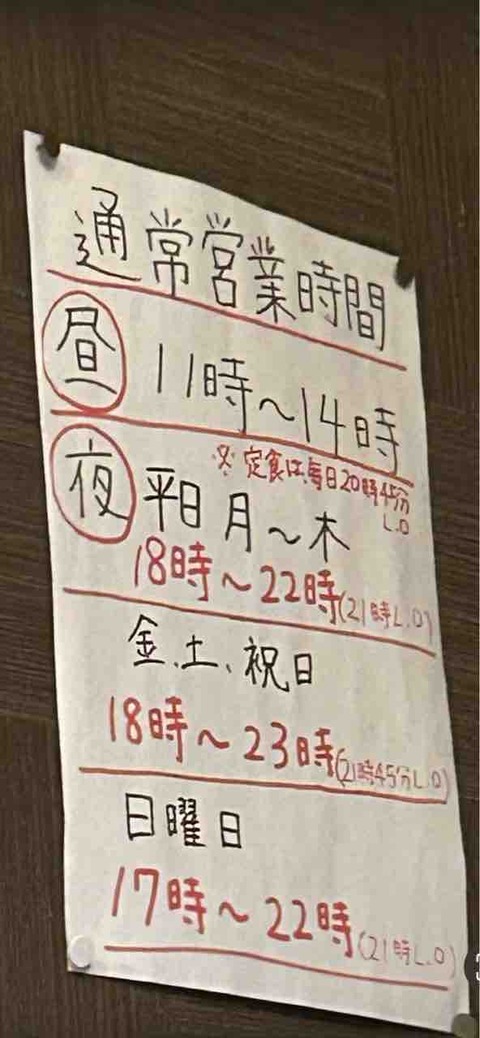 通常営業時間
昼 11時～14時
※定食は毎日20時45分
L.O
夜 平日 月～木
18時～22時(21時L.O)
金、土、祝日
18時～23時(21時45分L.O)
日曜日
17時～22時(21時L.O)